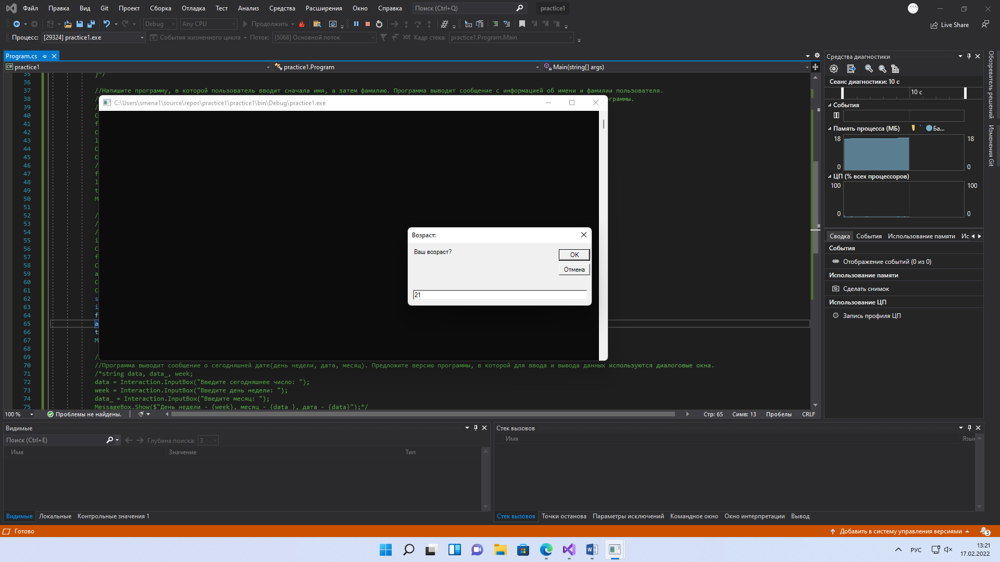 Файл Правка Вид Git Проект Сборка Отладка Тест Анализ Средства Расширения Окно Справка Поиск (Ctrl+Q) practice1
Debug Any CPU Продолжить Live Share
Процесс: [29324] practice1.exe События жизненного цикла Поток: [5068] Основной поток Кадр стека: practice1.Program.Main
Program.cs
practice1 practice1.Program Main(string[] args)
35 }*/
36
37 //Напишите программу, в которой пользователь вводит сначала имя, а затем фамилию. Программа выводит сообщение с информацией об имени и фамилии пользователя.
38 / граммы.
C:\Users\smena1\source\repos\practice1\practice1\bin\Debug\practice1.exe
39 /
40 C
41 f
42 C
43 l
44 C
45 C
46 /
47 f
48 l
49 t
50 M
51
52 /
53 /
54 /
55 i
56 C
57 f
58 C
59 a
60 C
61 C
62 s
63 i
64 f
65 a
66 t
67 M
68
69 /
Возраст:
Ваш возраст?
OK
Отмена
21
70 //Программа выводит сообщение о сегодняшней дате(день недели, дата, месяц). Предложите версию программы, в которой для ввода и вывода данных используются диалоговые окна.
71 /*string data, data_, week;
72 data = Interaction.InputBox("Введите сегодняшнее число: ");
73 week = Interaction.InputBox("Введите день недели: ");
74 data_ = Interaction.InputBox("Введите месяц: ");
75 MessageBox.Show($"День недели - {week}, месяц - {data_}, дата - {data}");*/
100 % Проблемы не найдены. Стр: 65 Симв: 13 Пробелы CRLF
Средства диагностики
Сеанс диагностики: 10 с
10 с
События
Память процесса (МБ) Ба...
18 18
0 0
ЦП (% всех процессоров)
100 100
0 0
Сводка События Использование памяти Ис
События
Отображение событий (0 из 0)
Использование памяти
Сделать снимок
Использование ЦП
Запись профиля ЦП
Обозреватель решений
Изменения Git
Видимые
Поиск (Ctrl+E) Глубина поиска: 3
Имя Значение Тип
Видимые Локальные Контрольные значения 1
Стек вызовов
Имя Язык
Стек вызовов Точки останова Параметры исключений Командное окно Окно интерпретации Вывод
Готово Добавить в систему управления версиями 3
РУС 13:21
17.02.2022